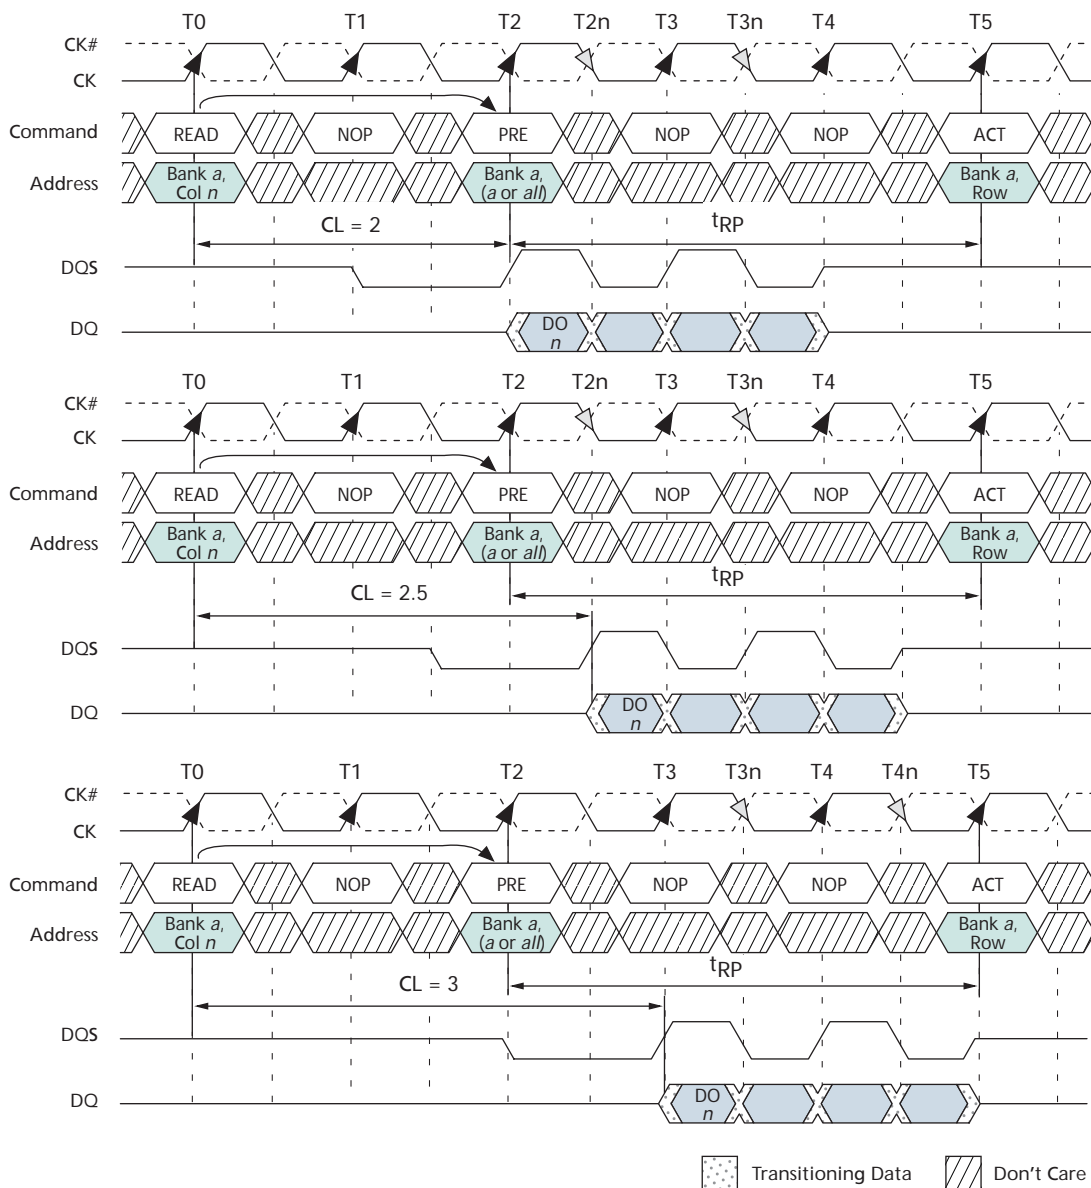 T0 T1 T2 T2n T3 T3n T4 T5
CK#
CK
Command READ NOP PRE NOP NOP ACT
Address Bank a, Col n Bank a, (a or all) Bank a, Row
CL = 2 tRP
DQS
DQ DO n
T0 T1 T2 T2n T3 T3n T4 T5
CK#
CK
Command READ NOP PRE NOP NOP ACT
Address Bank a, Col n Bank a, (a or all) Bank a, Row
CL = 2.5 tRP
DQS
DQ DO n
T0 T1 T2 T3 T3n T4 T4n T5
CK#
CK
Command READ NOP PRE NOP NOP ACT
Address Bank a, Col n Bank a, (a or all) Bank a, Row
CL = 3 tRP
DQS
DQ DO n
Transitioning Data Don't Care